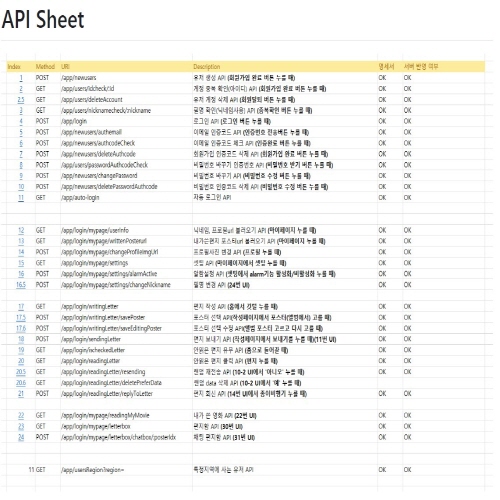 API Sheet
Index Method URI Description 명세서 서버 반영 여부
1 POST /app/newusers 유저 생성 API (회원가입 완료 버튼 누를 때) OK OK
2 GET /app/users/idcheck/:id 계정 중복 확인(아이디) API (회원가입 완료 버튼 누를 때) OK OK
2.5 GET /app/users/deleteAccount 유저 계정 삭제 API (회원탈퇴 버튼 누를 때) OK OK
3 GET /app/users/nicknamecheck/:nickname 필명 확인(닉네임사용) API (중복확인 버튼 누를 때) OK OK
4 POST /app/login 로그인 API (로그인 버튼 누를 때) OK OK
5 POST /app/newusers/authemail 이메일 인증코드 API (인증번호 전송버튼 누를 때) OK OK
6 POST /app/newusers/authcodeCheck 이메일 인증코드 체크 API (인증완료 버튼 누를 때) OK OK
7 POST /app/newusers/deleteAuthcode 회원가입 인증코드 삭제 API (회원가입 완료 버튼 누를 때) OK OK
8 POST /app/users/passwordAuthcodeCheck 비밀번호 바꾸기 인증번호 API (비밀번호 받기 버튼 누를 때) OK OK
9 POST /app/newusers/changePassword 비밀번호 바꾸기 API (비밀번호 수정 버튼 누를 때) OK OK
10 POST /app/newusers/deletePasswordAuthcode 비밀번호 인증코드 삭제 API (비밀번호 수정 버튼 누를 때) OK OK
11 GET /app/auto-login 자동 로그인 API OK OK
12 GET /app/login/mypage/userInfo 닉네임, 프로필url 불러오기 API (마이페이지 누를 때) OK OK
13 GET /app/login/mypage/writtenPosterurl 내가쓴편지 포스터url 불러오기 API (마이페이지 누를 때) OK OK
14 POST /app/login/mypage/changeProfileImgUrl 프로필사진 변경 API (프로필 누를 때) OK OK
15 GET /app/login/mypage/settings 셋팅 API (마이페이지에서 셋팅 누를 때) OK OK
16 POST /app/login/mypage/settings/alarmActive 알람설정 API (셋팅에서 alarm기능 활성화/비활성화 누를 때) OK OK
16.5 GET /app/login/mypage/settings/changeNickname 필명 변경 API (24번 UI) OK OK
17 GET /app/login/writingLetter 편지 작성 API (홈에서 깃털 누를 때) OK OK
17.5 POST /app/login/writingLetter/savePoster 포스터 선택 API(작성페이지에서 포스터(앨범에서) 고를 때) OK OK
17.6 POST /app/login/writingLetter/saveEditingPoster 포스터 선택 수정 API(앨범 포스터 고르고 다시 고를 때) OK OK
18 POST /app/login/sendingLetter 편지 보내기 API (작성페이지에서 보내기를 누를 때)(11번 UI) OK OK
19 GET /app/login/ischeckedLetter 안읽은 편지 유무 API (홈으로 들어갈 때) OK OK
20 GET /app/login/readingLetter 안읽은 편지 클릭 API (편지 누를 때) OK OK
20.5 GET /app/login/readingLetter/resending 랜덤 재전송 API (10-2 UI에서 '아니오' 누를 때) OK OK
20.6 GET /app/login/readingLetter/deletePreferData 랜덤 data 삭제 API (10-2 UI에서 '예' 누를 때)
21 POST /app/login/readingLetter/replyToLetter 편지 회신 API (14번 UI에서 종이비행기 누를 때) OK OK
22 GET /app/login/mypage/readingMyMovie 내가 쓴 영화 API (22번 UI) OK OK
23 GET /app/login/mypage/letterbox 편지함 API (30번 UI) OK OK
24 POST /app/login/mypage/letterbox/chatbox/:posterIdx 채팅 편지함 API (31번 UI) OK OK
11 GET /app/usersRegion?region= 특정지역에 사는 유저 API OK OK